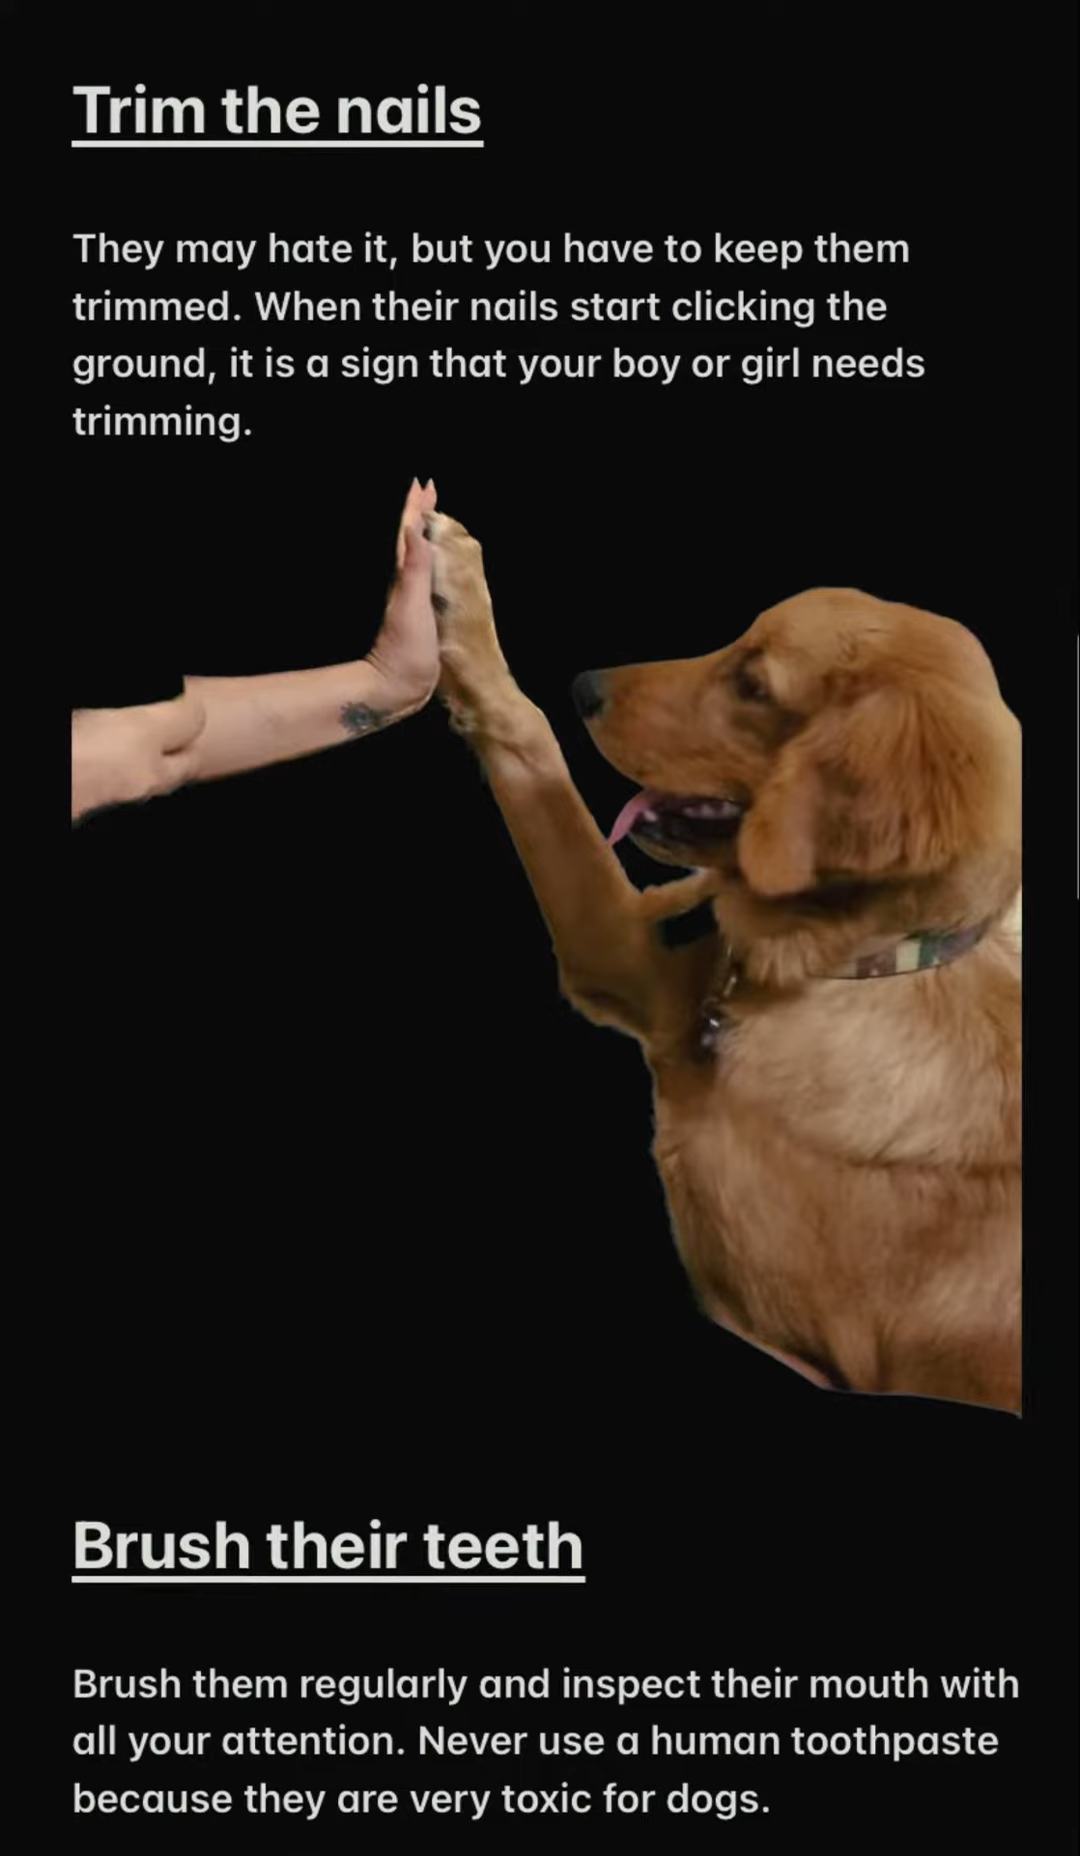 Trim the nails
They may hate it, but you have to keep them
trimmed. When their nails start clicking the
ground, it is a sign that your boy or girl needs
trimming.
Brush their teeth
Brush them regularly and inspect their mouth with
all your attention. Never use a human toothpaste
because they are very toxic for dogs.